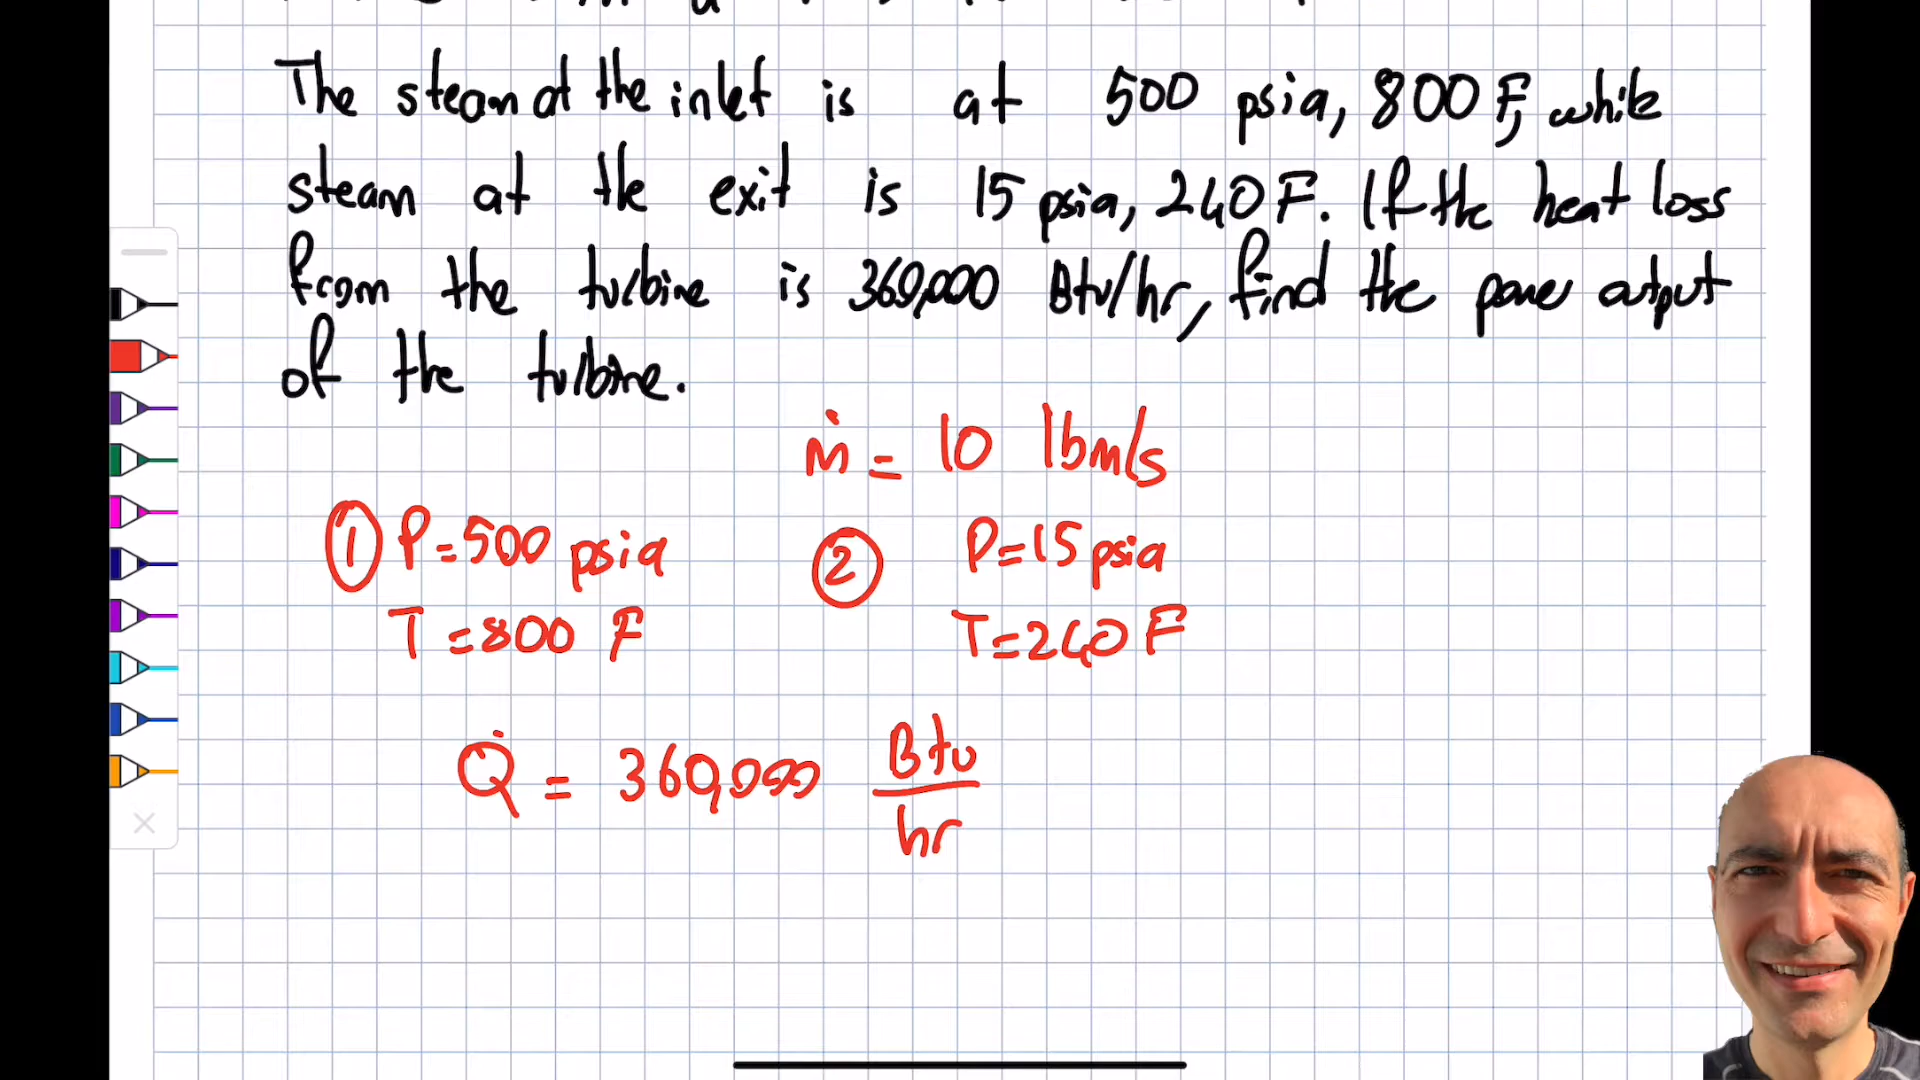 The steam at the inlet is at 500 psia, 800 F, while
steam at the exit is 15 psia, 240 F. If the heat loss
from the turbine is 360,000 Btu/hr, find the power output
of the turbine.
ṁ = 10 lbm/s
① P=500 psia ② P=15 psia
T=800 F T=240 F
Q̇ = 360,000 Btu/hr